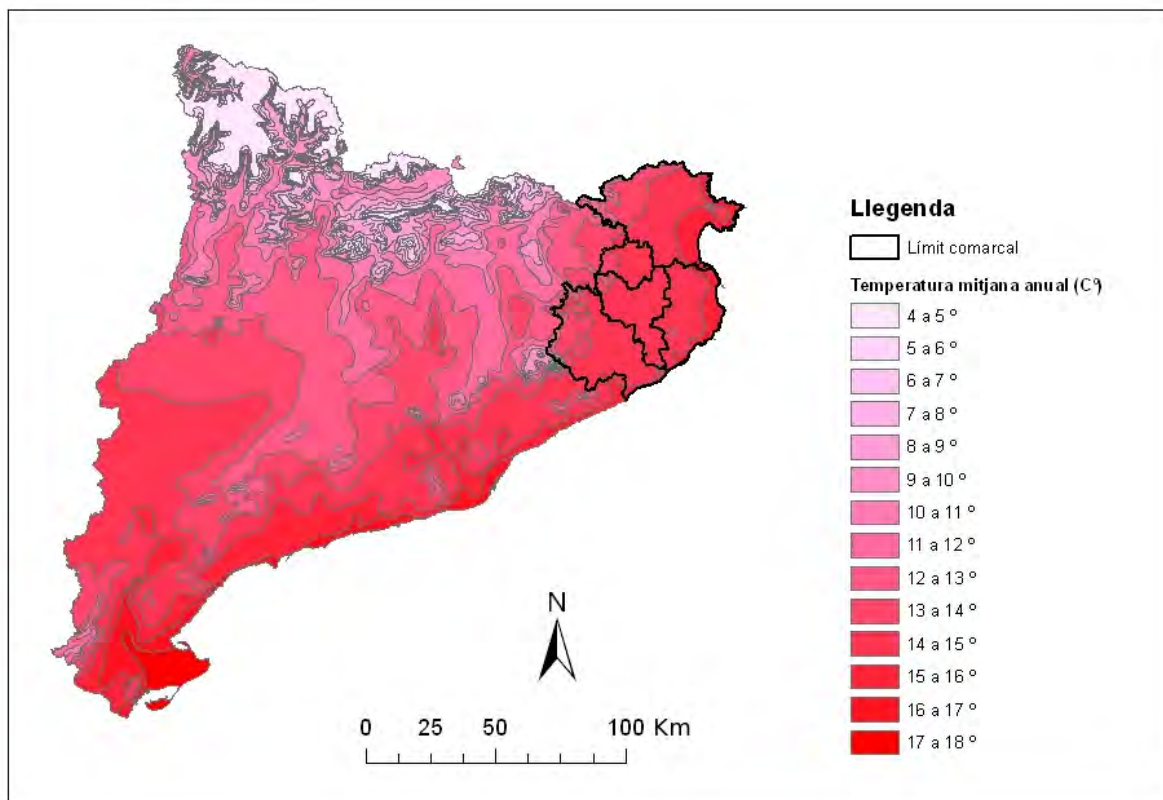 Llegenda
Límit comarcal
Temperatura mitjana anual (Cº)
4 a 5 º
5 a 6 º
6 a 7 º
7 a 8 º
8 a 9 º
9 a 10 º
10 a 11 º
11 a 12 º
12 a 13 º
13 a 14 º
14 a 15 º
15 a 16 º
16 a 17 º
17 a 18 º
N
0 25 50 100 Km